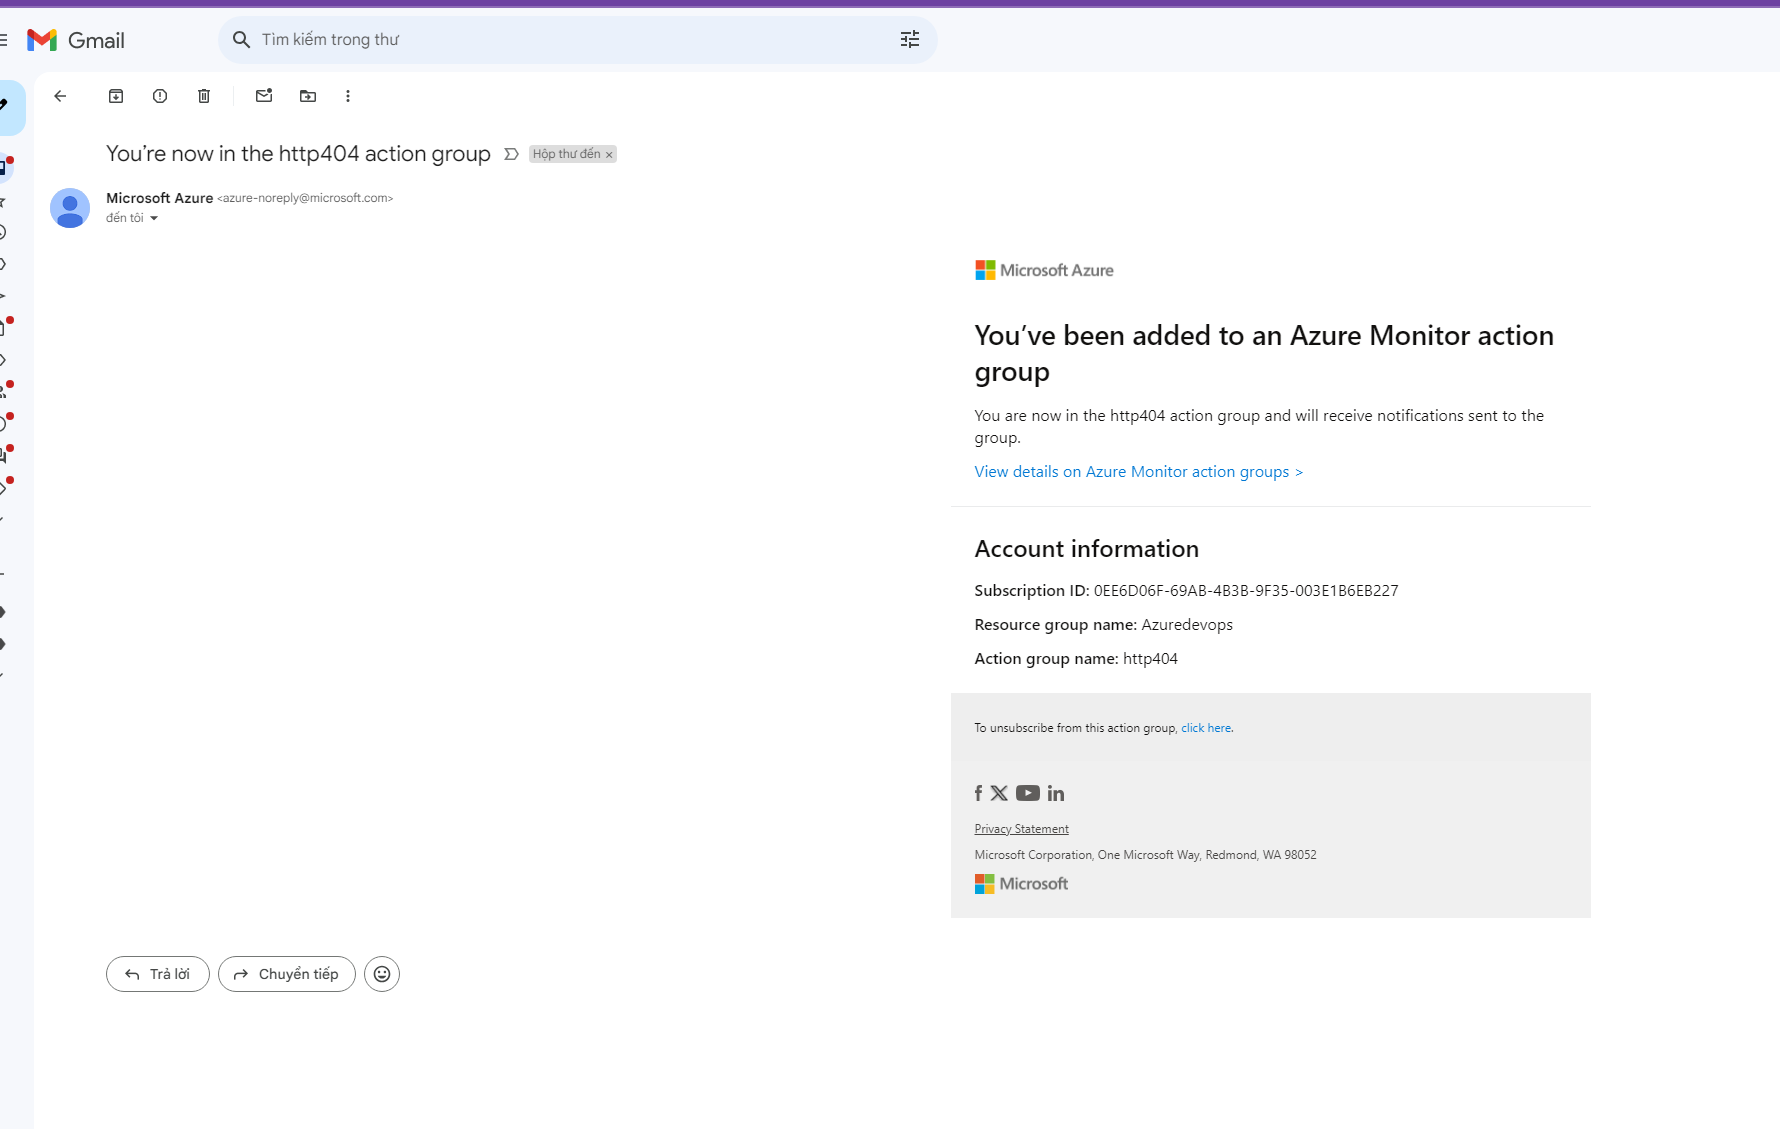 Gmail
Tìm kiếm trong thư
You’re now in the http404 action group
Hộp thư đến ×
Microsoft Azure <azure-noreply@microsoft.com>
đến tôi
Microsoft Azure
You’ve been added to an Azure Monitor action
group
You are now in the http404 action group and will receive notifications sent to the
group.
View details on Azure Monitor action groups >
Account information
Subscription ID: 0EE6D06F-69AB-4B3B-9F35-003E1B6EB227
Resource group name: Azuredevops
Action group name: http404
To unsubscribe from this action group, click here.
Privacy Statement
Microsoft Corporation, One Microsoft Way, Redmond, WA 98052
Microsoft
Trả lời
Chuyển tiếp